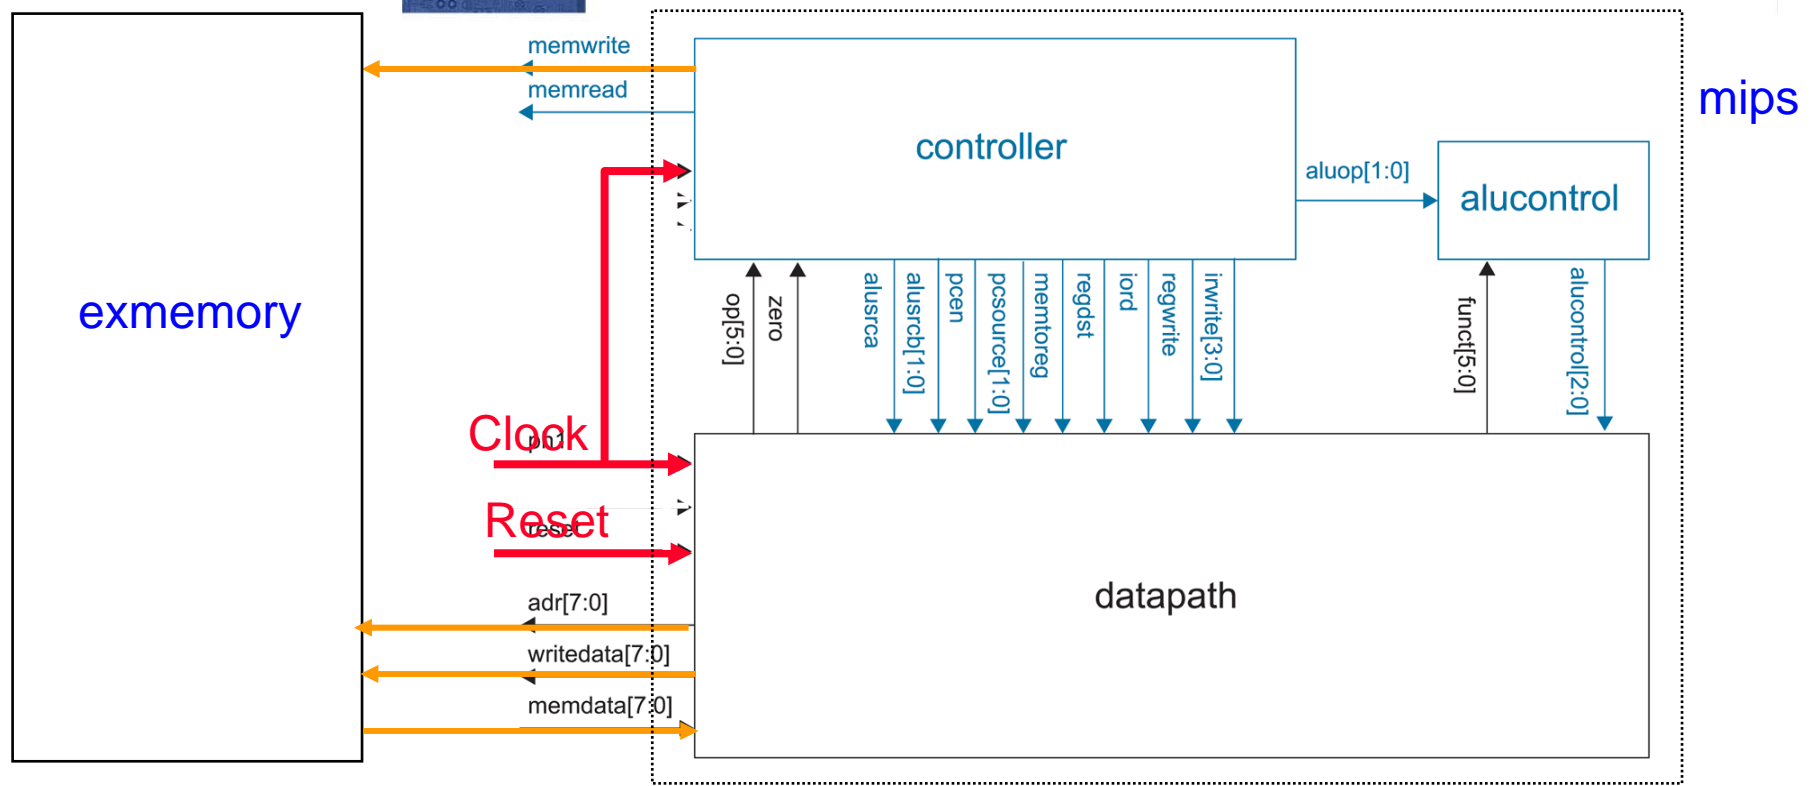 memwrite
memread
controller
mips
aluop[1:0]
alucontrol
exmemory
op[5:0]
zero
alusrca
alusrcb[1:0]
pcen
pcsource[1:0]
memtoreg
regdst
iord
regwrite
irwrite[3:0]
funct[5:0]
alucontrol[2:0]
Clock
ph1
Reset
reset
adr[7:0]
writedata[7:0]
memdata[7:0]
datapath